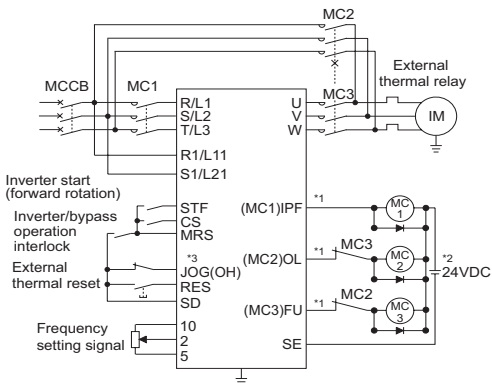 MC2
External
thermal relay
MCCB
MC1
MC3
R/L1
S/L2
T/L3
U
V
W
IM
R1/L11
S1/L21
Inverter start
(forward rotation)
Inverter/bypass
operation
interlock
External
thermal reset
STF
CS
MRS
*3
JOG(OH)
RES
SD
Frequency
setting signal
10
2
5
(MC1)IPF
*1
MC
1
(MC2)OL
*1
MC3
MC
2
*2
24VDC
(MC3)FU
*1
MC2
MC
3
SE